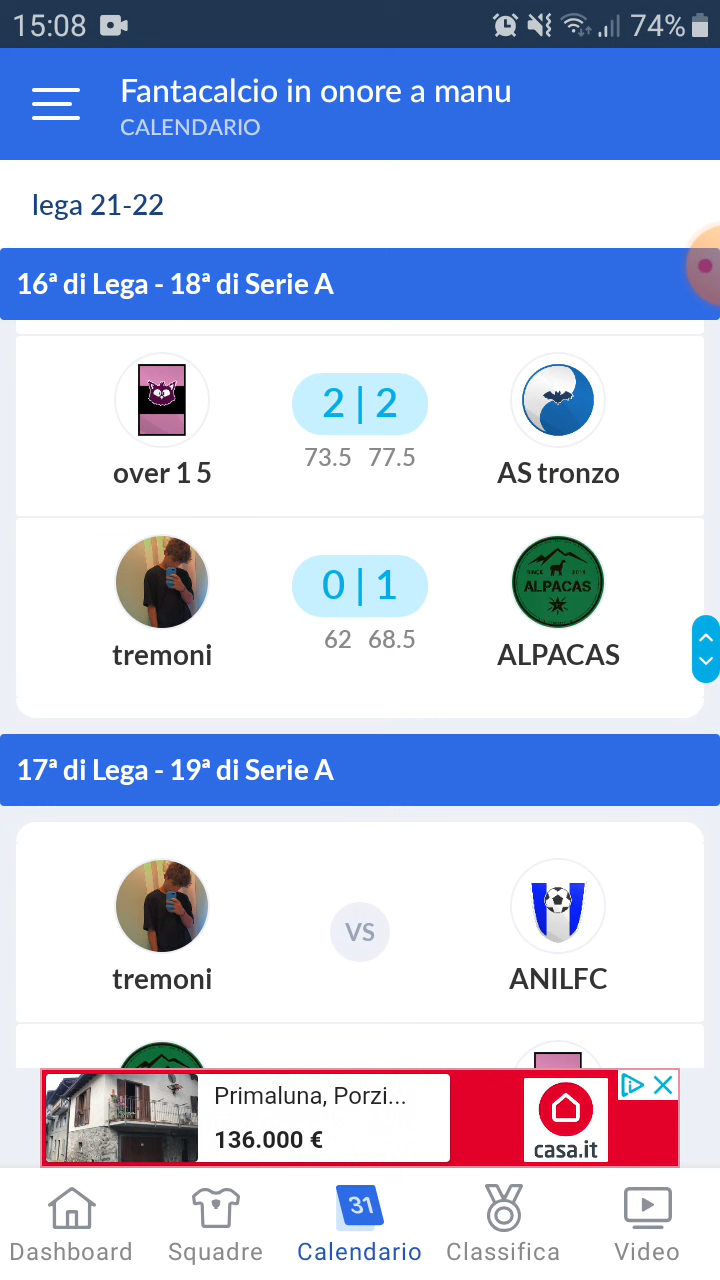 15:08
74%
Fantacalcio in onore a manu
CALENDARIO
lega 21-22
16ª di Lega - 18ª di Serie A
2 | 2
73.5 77.5
over 1 5
AS tronzo
0 | 1
SINCE 2018
ALPACAS
62 68.5
tremoni
ALPACAS
17ª di Lega - 19ª di Serie A
VS
tremoni
ANILFC
Primaluna, Porzi...
136.000 €
casa.it
31
Dashboard
Squadre
Calendario
Classifica
Video